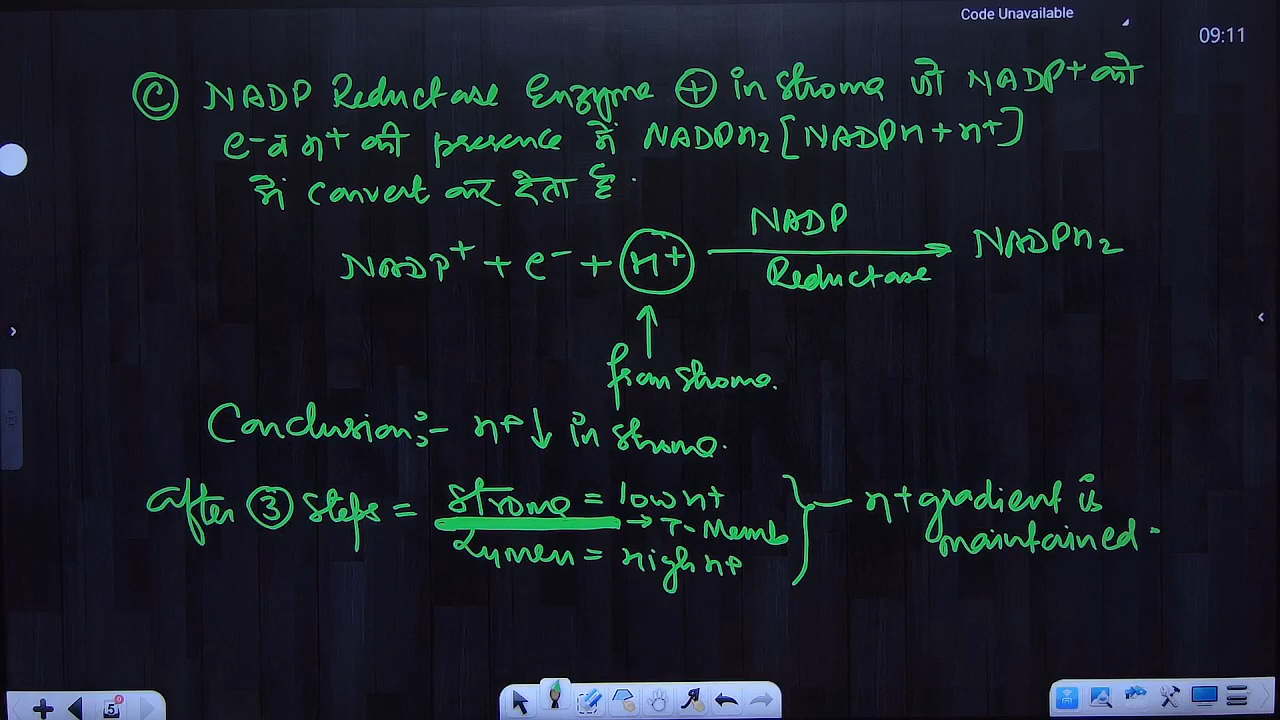 Code Unavailable
09:11
Ⓒ NADP Reductase Enzyme ⊕ in stroma जो NADP+ को
e- व H+ की presence में NADPH2 [NADPH + H+]
में convert कर देता है.
NADP+ + e- + H+ NADP Reductase → NADPH2
↑
from stroma.
Conclusion:- H+ ↓ in stroma.
After ③ steps = stroma = low H+
→ T-Memb
Lumen = High H+
H+ gradient is
maintained.
5